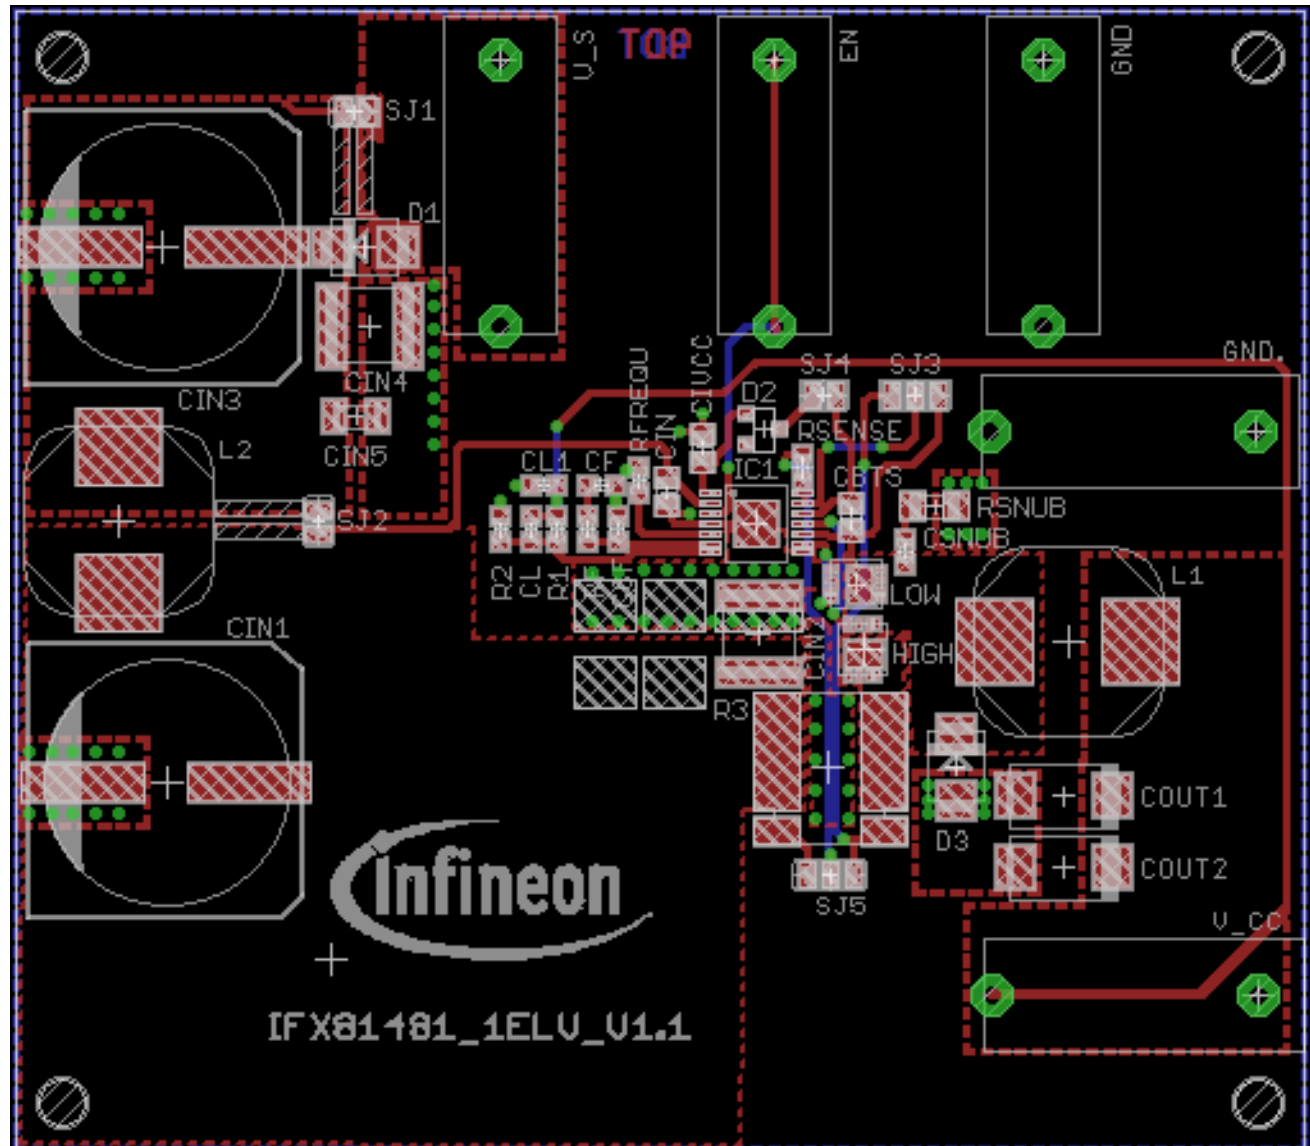 V_S
EN
GND
SJ1
D1
GND.
CIN4
CIN3
CIN5
L2
SJ2
RFREQU
CIN
CIVCC
D2
SJ4
SJ3
RSENSE
IC1
CBTS
CL1
CF
RSNUB
CSNUB
R2
CL
R1
LOW
L1
CIN1
HIGH
R3
COUT1
D3
COUT2
SJ5
V_CC
Infineon
IFX81481_1ELV_V1.1